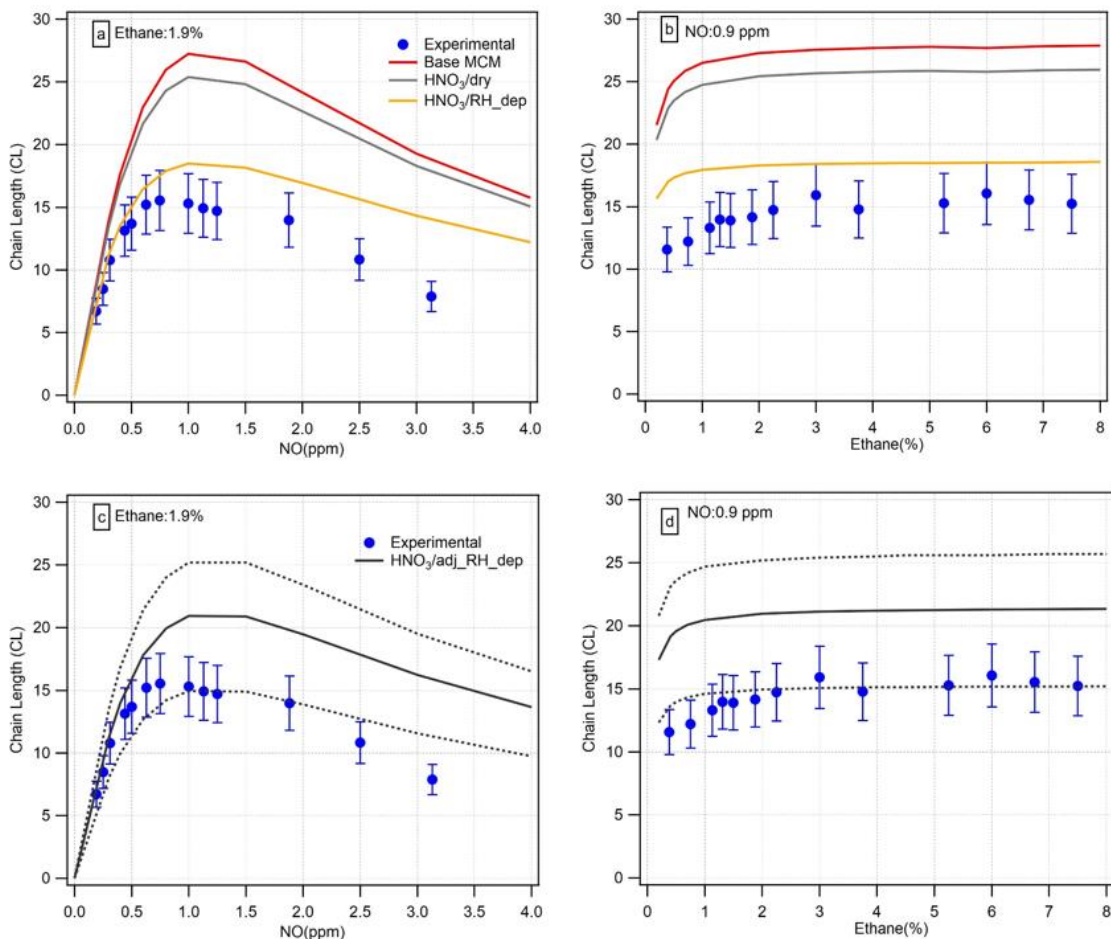 a Ethane:1.9%
Experimental
Base MCM
HNO₃/dry
HNO₃/RH_dep
Chain Length (CL)
30
25
20
15
10
5
0
0.0 0.5 1.0 1.5 2.0 2.5 3.0 3.5 4.0
NO(ppm)
b NO:0.9 ppm
Chain Length (CL)
30
25
20
15
10
5
0
0 1 2 3 4 5 6 7 8
Ethane(%)
c Ethane:1.9%
Experimental
HNO₃/adj_RH_dep
Chain Length (CL)
30
25
20
15
10
5
0
0.0 0.5 1.0 1.5 2.0 2.5 3.0 3.5 4.0
NO(ppm)
d NO:0.9 ppm
Chain Length (CL)
30
25
20
15
10
5
0
0 1 2 3 4 5 6 7 8
Ethane(%)